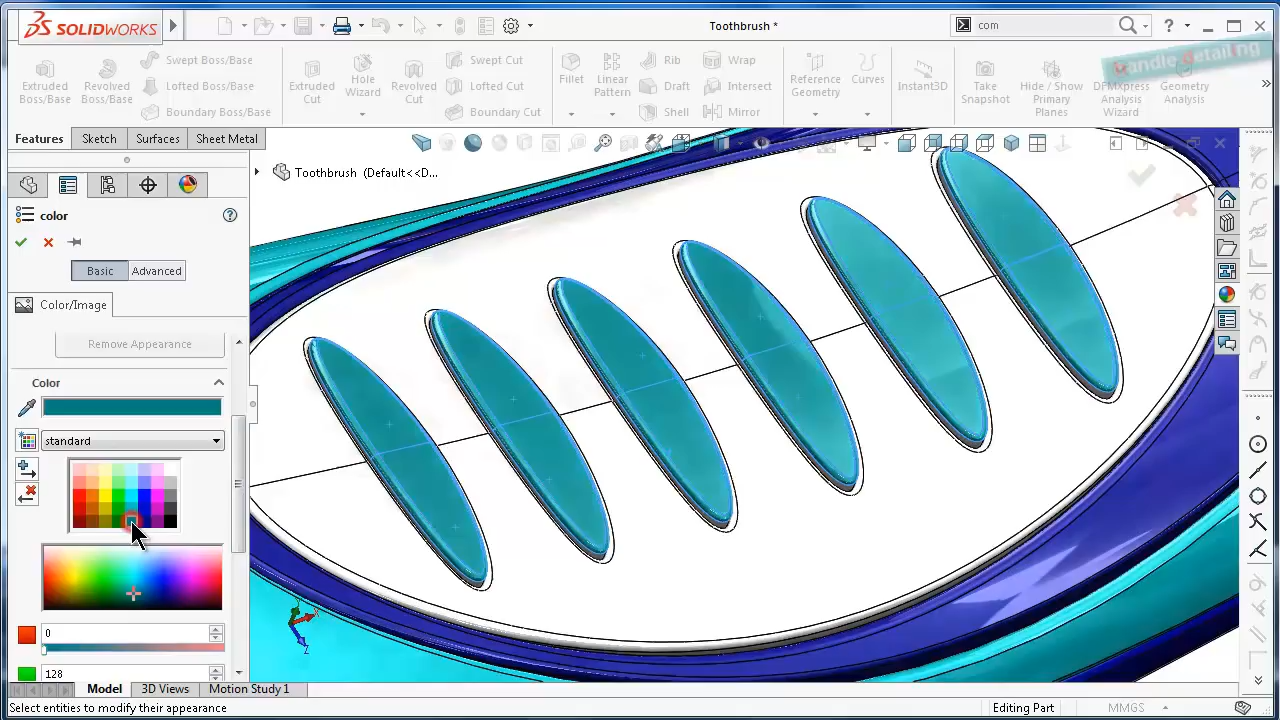 SOLIDWORKS
Toothbrush *
com
Handle detailing
Extruded Boss/Base
Revolved Boss/Base
Swept Boss/Base
Lofted Boss/Base
Boundary Boss/Base
Extruded Cut
Hole Wizard
Revolved Cut
Swept Cut
Lofted Cut
Boundary Cut
Fillet
Linear Pattern
Rib
Draft
Shell
Wrap
Intersect
Mirror
Reference Geometry
Curves
Instant3D
Take Snapshot
Hide / Show Primary Planes
DFMXpress Analysis Wizard
Geometry Analysis
Features
Sketch
Surfaces
Sheet Metal
Toothbrush (Default<<D...
color
Basic
Advanced
Color/Image
Remove Appearance
Color
standard
0
128
Model
3D Views
Motion Study 1
Select entities to modify their appearance
Editing Part
MMGS